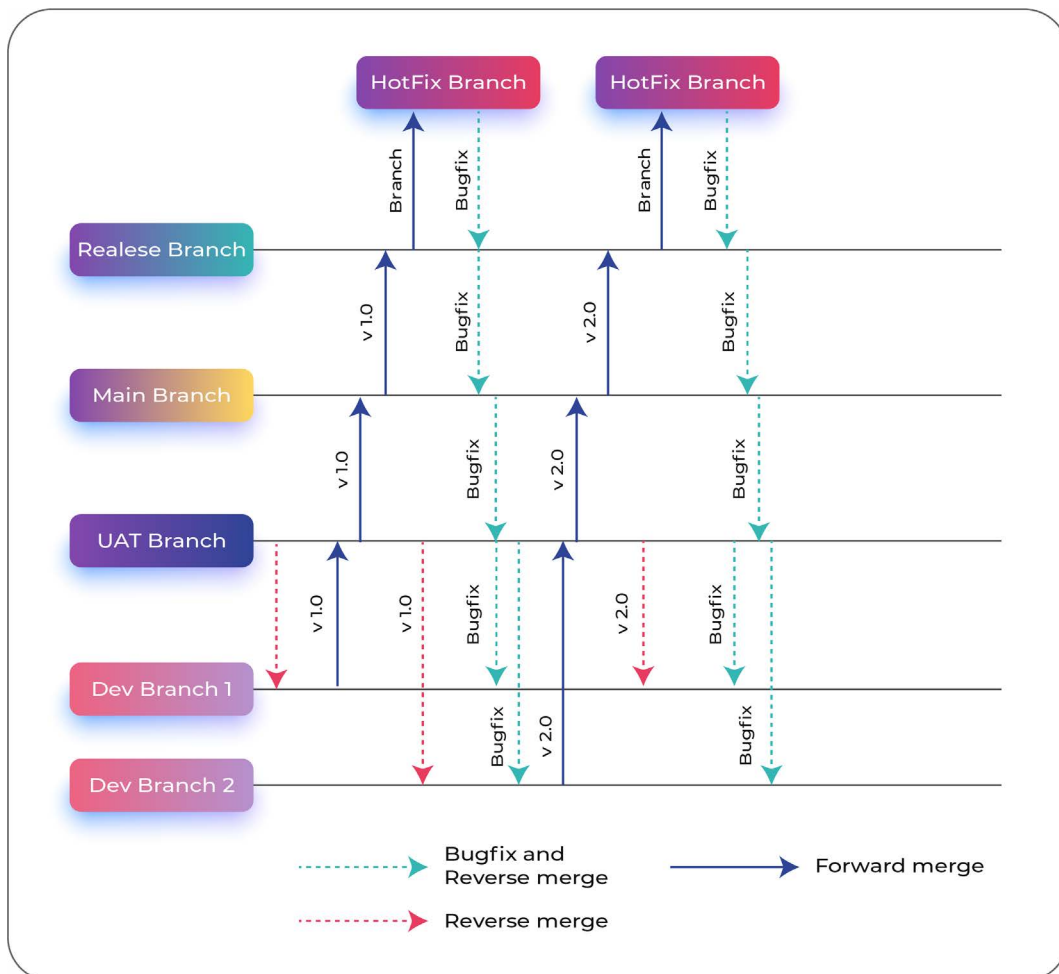 HotFix Branch
HotFix Branch
Branch
Bugfix
Branch
Bugfix
Realese Branch
v 1.0
Bugfix
v 2.0
Bugfix
Main Branch
v 1.0
Bugfix
v 2.0
Bugfix
UAT Branch
v 1.0
v 1.0
Bugfix
v 2.0
Bugfix
Dev Branch 1
Bugfix
v 2.0
Bugfix
Dev Branch 2
Bugfix and
Reverse merge
Forward merge
Reverse merge